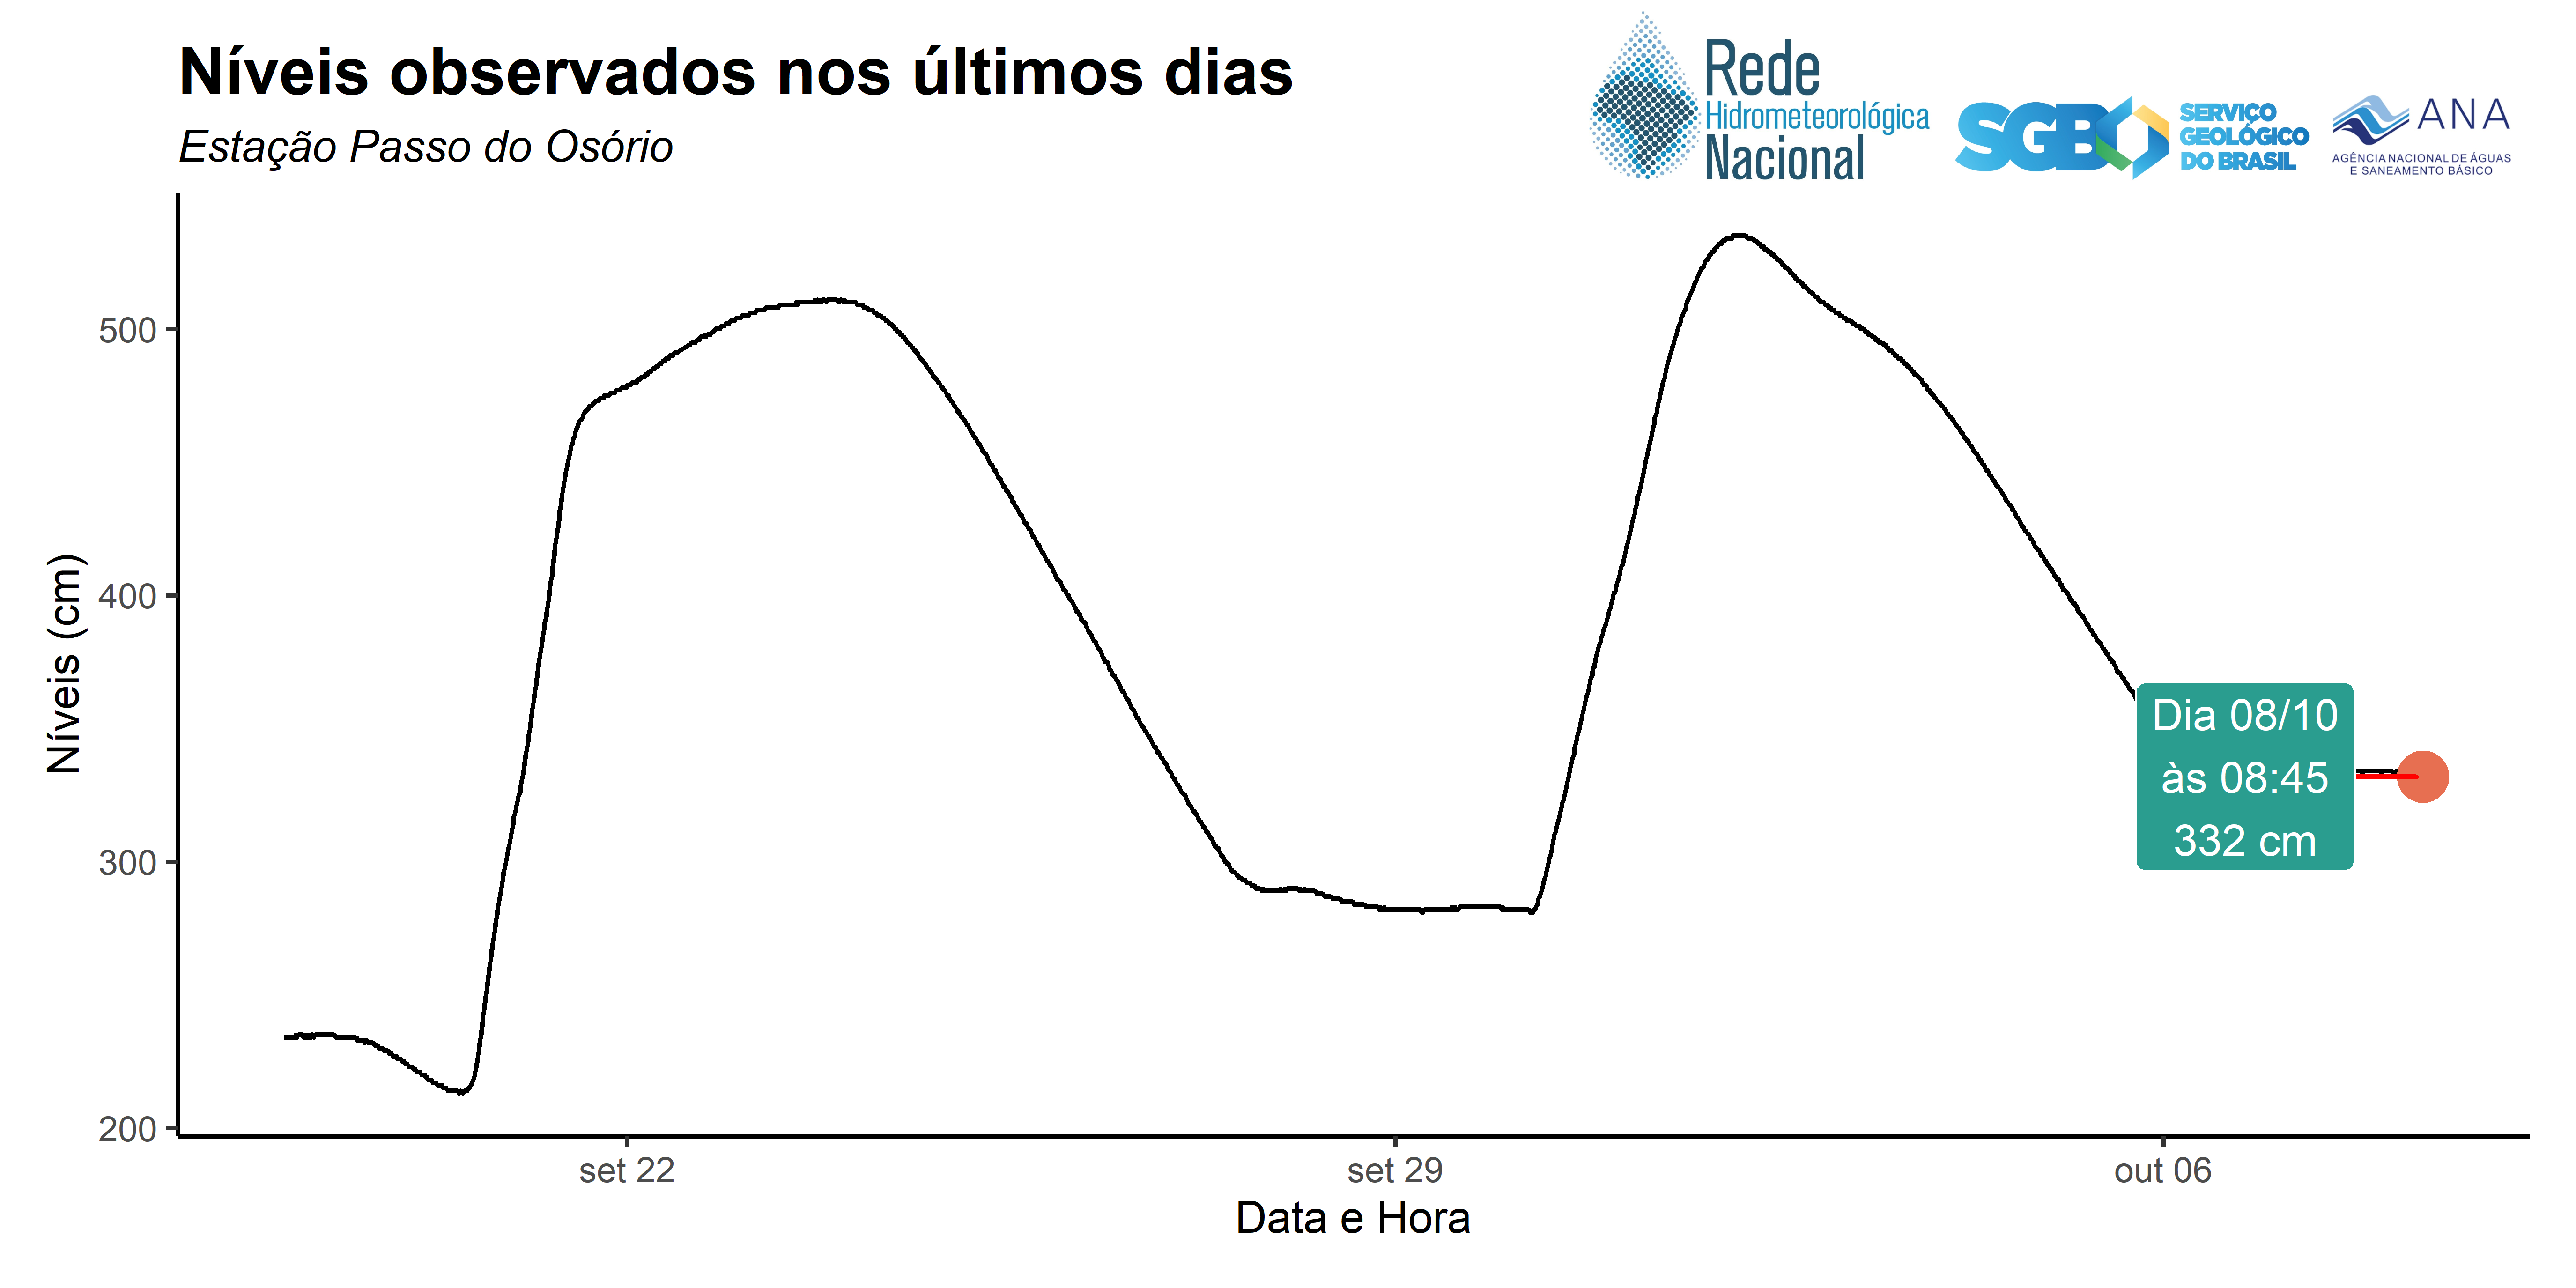 Níveis observados nos últimos dias
Estação Passo do Osório
Rede
Hidrometeorológica
Nacional
SGB
SERVIÇO
GEOLÓGICO
DO BRASIL
ANA
AGÊNCIA NACIONAL DE ÁGUAS
E SANEAMENTO BÁSICO
Níveis (cm)
500
400
300
200
Dia 08/10
às 08:45
332 cm
set 22
set 29
out 06
Data e Hora